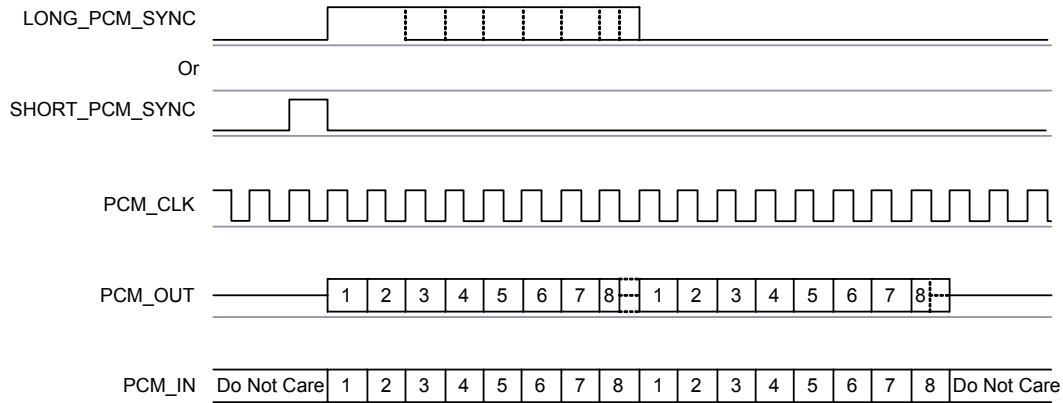 LONG_PCM_SYNC
Or
SHORT_PCM_SYNC
PCM_CLK
PCM_OUT 1 2 3 4 5 6 7 8 1 2 3 4 5 6 7 8
PCM_IN Do Not Care 1 2 3 4 5 6 7 8 1 2 3 4 5 6 7 8 Do Not Care